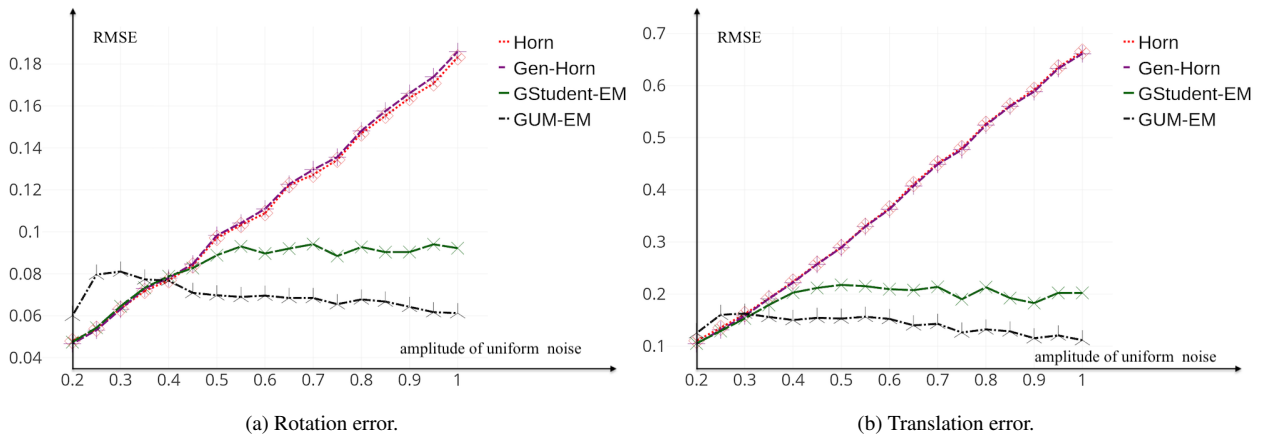 RMSE
Horn
Gen-Horn
GStudent-EM
GUM-EM
0.18
0.16
0.14
0.12
0.1
0.08
0.06
0.04
amplitude of uniform noise
0.2 0.3 0.4 0.5 0.6 0.7 0.8 0.9 1
(a) Rotation error.
RMSE
Horn
Gen-Horn
GStudent-EM
GUM-EM
0.7
0.6
0.5
0.4
0.3
0.2
0.1
amplitude of uniform noise
0.2 0.3 0.4 0.5 0.6 0.7 0.8 0.9 1
(b) Translation error.